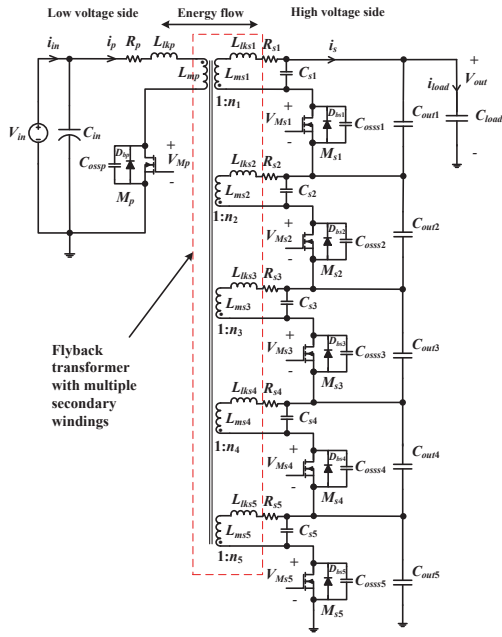 Low voltage side
Energy flow
High voltage side
i_in
i_p
R_p
L_lkp
L_mp
L_lks1
R_s1
i_s
C_s1
L_ms1
1:n_1
V_in
C_in
C_ossp
D_bp
M_p
+
V_Mp
-
+
V_Ms1
-
D_bs1
C_osss1
M_s1
C_out1
i_load
C_load
+
V_out
-
L_lks2
R_s2
C_s2
L_ms2
1:n_2
+
V_Ms2
-
D_bs2
C_osss2
M_s2
C_out2
L_lks3
R_s3
C_s3
L_ms3
1:n_3
+
V_Ms3
-
D_bs3
C_osss3
M_s3
C_out3
Flyback
transformer
with multiple
secondary
windings
L_lks4
R_s4
C_s4
L_ms4
1:n_4
+
V_Ms4
-
D_bs4
C_osss4
M_s4
C_out4
L_lks5
R_s5
C_s5
L_ms5
1:n_5
+
V_Ms5
-
D_bs5
C_osss5
M_s5
C_out5